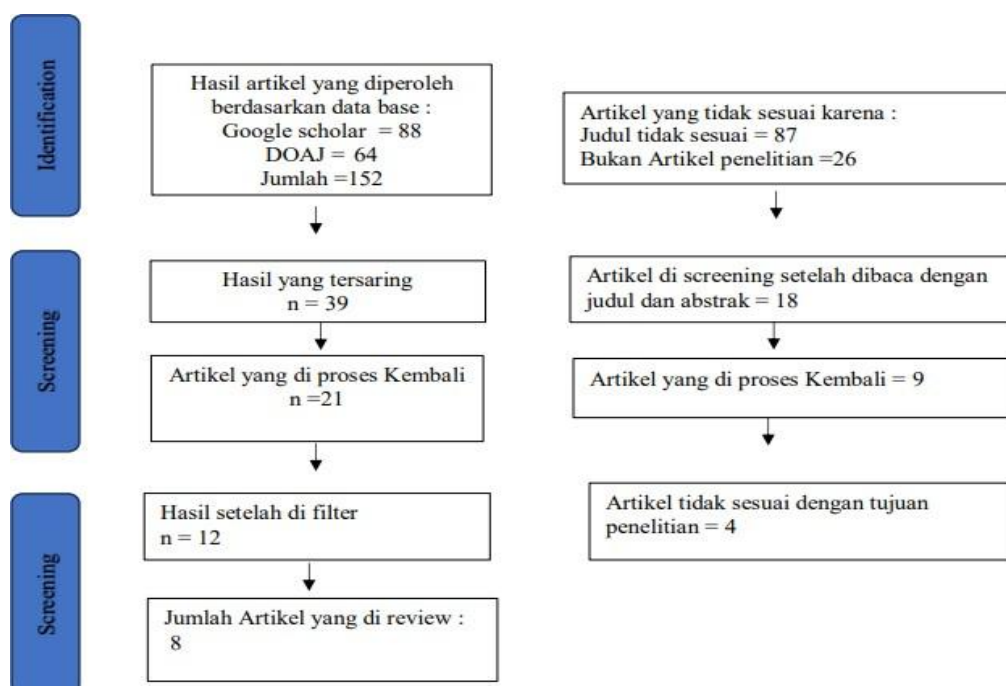 Identification
Hasil artikel yang diperoleh
berdasarkan data base :
Google scholar = 88
DOAJ = 64
Jumlah =152
Artikel yang tidak sesuai karena :
Judul tidak sesuai = 87
Bukan Artikel penelitian =26
Screening
Hasil yang tersaring
n = 39
Artikel di screening setelah dibaca dengan
judul dan abstrak = 18
Artikel yang di proses Kembali
n =21
Artikel yang di proses Kembali = 9
Screening
Hasil setelah di filter
n = 12
Artikel tidak sesuai dengan tujuan
penelitian = 4
Jumlah Artikel yang di review :
8